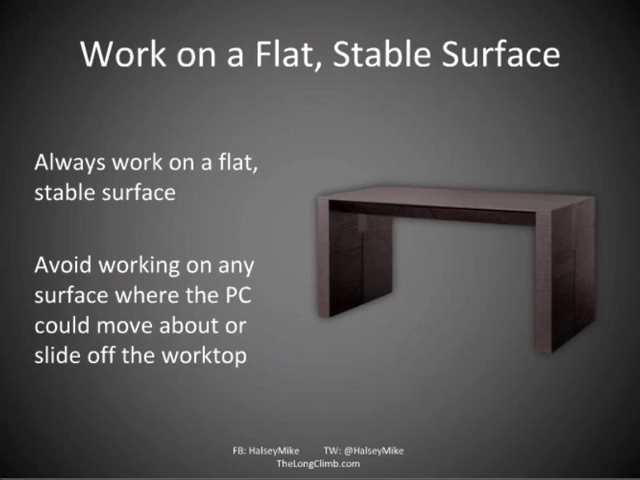 Work on a Flat, Stable Surface
Always work on a flat,
stable surface
Avoid working on any
surface where the PC
could move about or
slide off the worktop
FB: HalseyMike TW: @HalseyMike
TheLongClimb.com